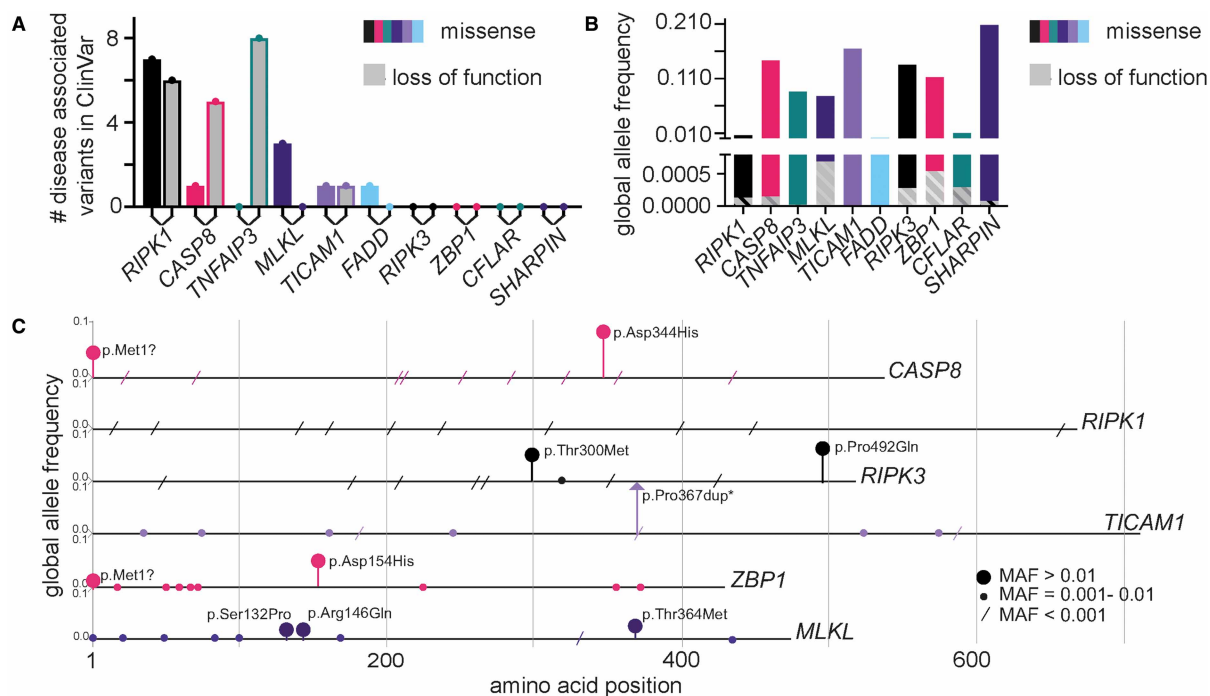 A
# disease associated
variants in ClinVar
8
4
0
missense
loss of function
RIPK1
CASP8
TNFAIP3
MLKL
TICAM1
FADD
RIPK3
ZBP1
CFLAR
SHARPIN
B
global allele frequency
0.210
0.110
0.010
0.0005
0.0000
missense
loss of function
RIPK1
CASP8
TNFAIP3
MLKL
TICAM1
FADD
RIPK3
ZBP1
CFLAR
SHARPIN
C
global allele frequency
0.1
p.Met1?
p.Asp344His
0.0
CASP8
0.1
0.0
RIPK1
0.1
p.Thr300Met
p.Pro492Gln
0.0
RIPK3
0.1
p.Pro367dup*
0.0
TICAM1
0.1
p.Met1?
p.Asp154His
0.0
ZBP1
0.1
p.Ser132Pro
p.Arg146Gln
p.Thr364Met
0.0
MLKL
MAF > 0.01
MAF = 0.001- 0.01
MAF < 0.001
1
200
400
600
amino acid position